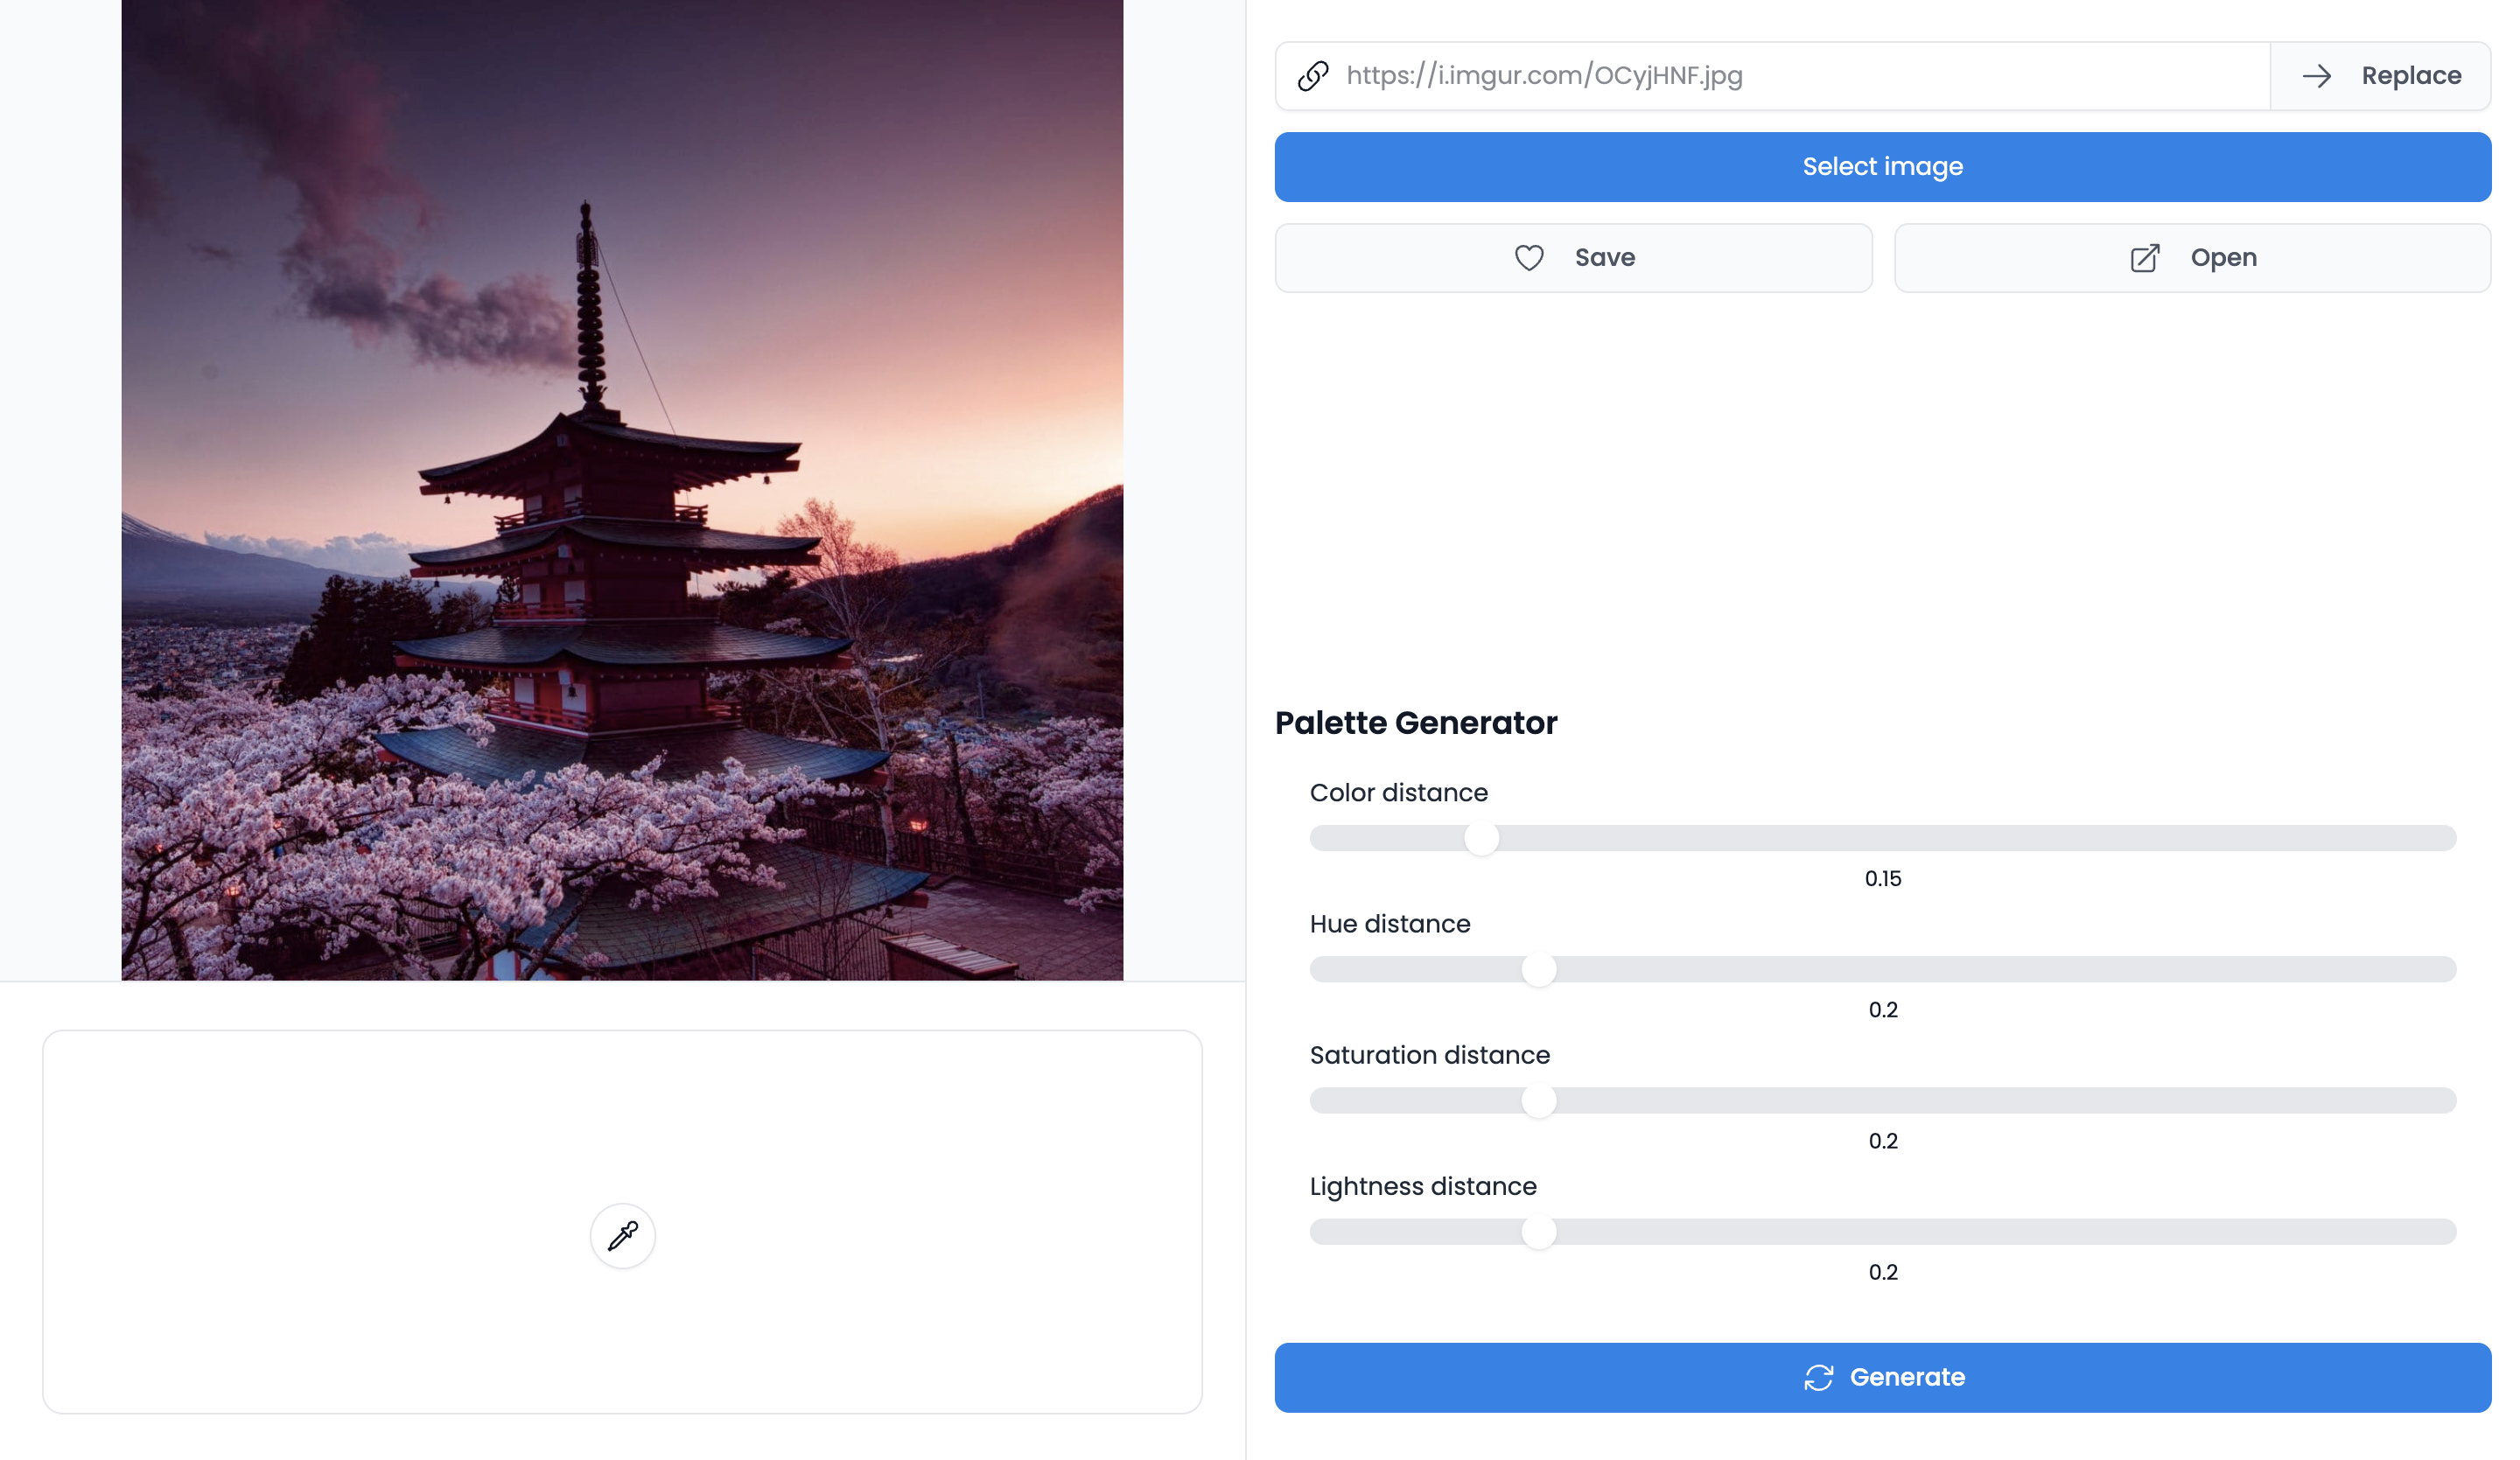 https://i.imgur.com/OCyjHNF.jpg
Replace
Select image
Save
Open
Palette Generator
Color distance
0.15
Hue distance
0.2
Saturation distance
0.2
Lightness distance
0.2
Generate